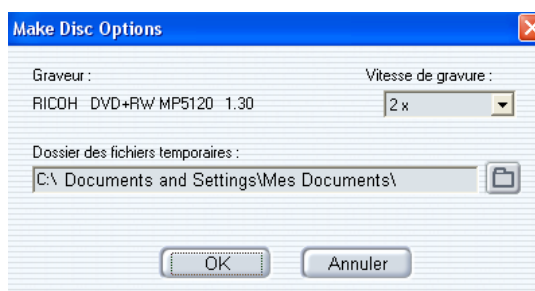 Make Disc Options
Graveur :
Vitesse de gravure :
RICOH DVD+RW MP5120 1.30
2 x
Dossier des fichiers temporaires :
C:\ Documents and Settings\Mes Documents\
OK
Annuler